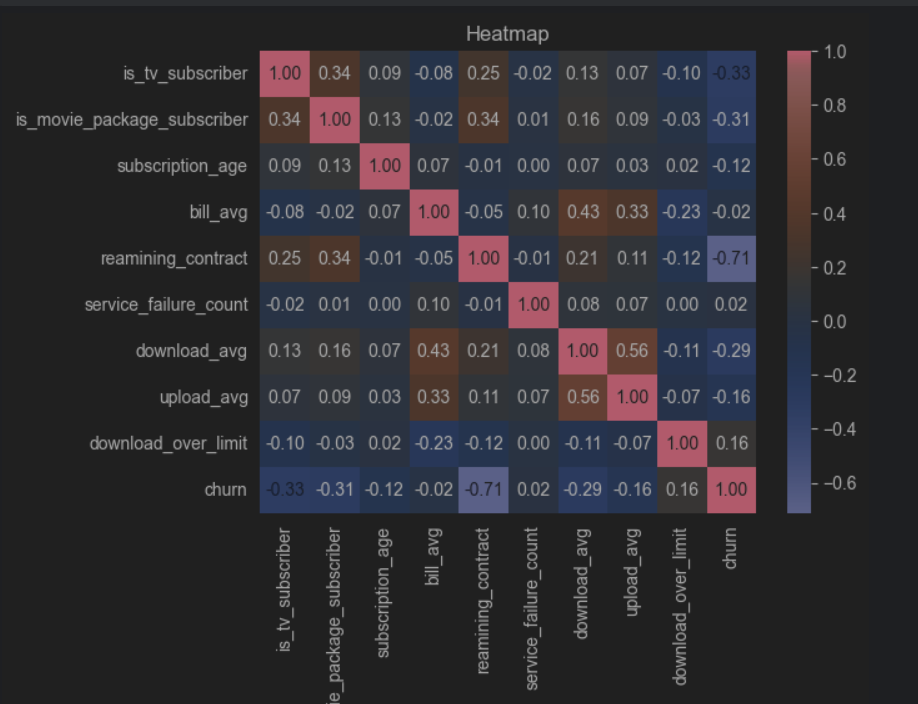 Heatmap
is_tv_subscriber 1.00 0.34 0.09 -0.08 0.25 -0.02 0.13 0.07 -0.10 -0.33
is_movie_package_subscriber 0.34 1.00 0.13 -0.02 0.34 0.01 0.16 0.09 -0.03 -0.31
subscription_age 0.09 0.13 1.00 0.07 -0.01 0.00 0.07 0.03 0.02 -0.12
bill_avg -0.08 -0.02 0.07 1.00 -0.05 0.10 0.43 0.33 -0.23 -0.02
reamining_contract 0.25 0.34 -0.01 -0.05 1.00 -0.01 0.21 0.11 -0.12 -0.71
service_failure_count -0.02 0.01 0.00 0.10 -0.01 1.00 0.08 0.07 0.00 0.02
download_avg 0.13 0.16 0.07 0.43 0.21 0.08 1.00 0.56 -0.11 -0.29
upload_avg 0.07 0.09 0.03 0.33 0.11 0.07 0.56 1.00 -0.07 -0.16
download_over_limit -0.10 -0.03 0.02 -0.23 -0.12 0.00 -0.11 -0.07 1.00 0.16
churn -0.33 -0.31 -0.12 -0.02 -0.71 0.02 -0.29 -0.16 0.16 1.00
is_tv_subscriber
ie_package_subscriber
subscription_age
bill_avg
reamining_contract
service_failure_count
download_avg
upload_avg
download_over_limit
churn
1.0
0.8
0.6
0.4
0.2
0.0
−0.2
−0.4
−0.6